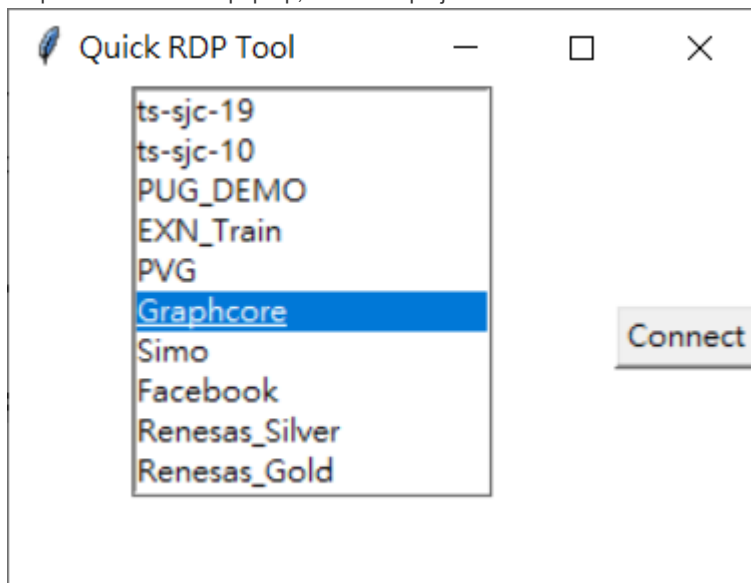 Quick RDP Tool
ts-sjc-19
ts-sjc-10
PUG_DEMO
EXN_Train
PVG
Graphcore
Simo
Facebook
Renesas_Silver
Renesas_Gold
Connect